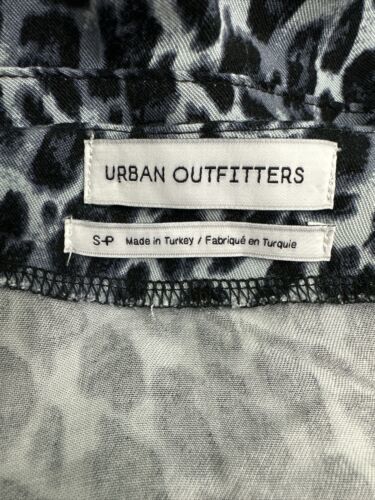 URBAN OUTFITTERS
S-P Made in Turkey / Fabriqué en Turquie